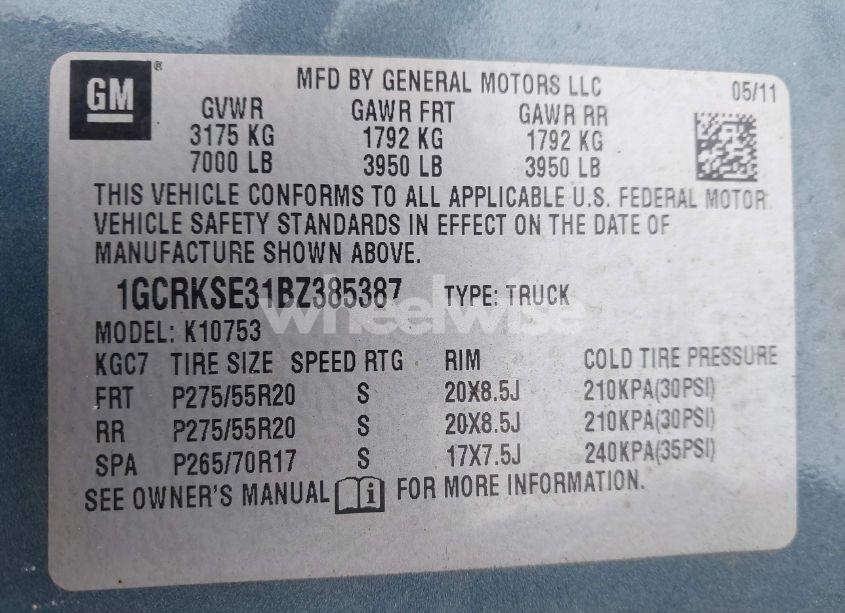 GM®
MFD BY GENERAL MOTORS LLC 05/11
GVWR GAWR FRT GAWR RR
3175 KG 1792 KG 1792 KG
7000 LB 3950 LB 3950 LB
THIS VEHICLE CONFORMS TO ALL APPLICABLE U.S. FEDERAL MOTOR
VEHICLE SAFETY STANDARDS IN EFFECT ON THE DATE OF
MANUFACTURE SHOWN ABOVE.
1GCRKSE31BZ385387 TYPE: TRUCK
wheelwise
MODEL: K10753
KGC7 TIRE SIZE SPEED RTG RIM COLD TIRE PRESSURE
FRT P275/55R20 S 20X8.5J 210KPA(30PSI)
RR P275/55R20 S 20X8.5J 210KPA(30PSI)
SPA P265/70R17 S 17X7.5J 240KPA(35PSI)
SEE OWNER'S MANUAL i FOR MORE INFORMATION.